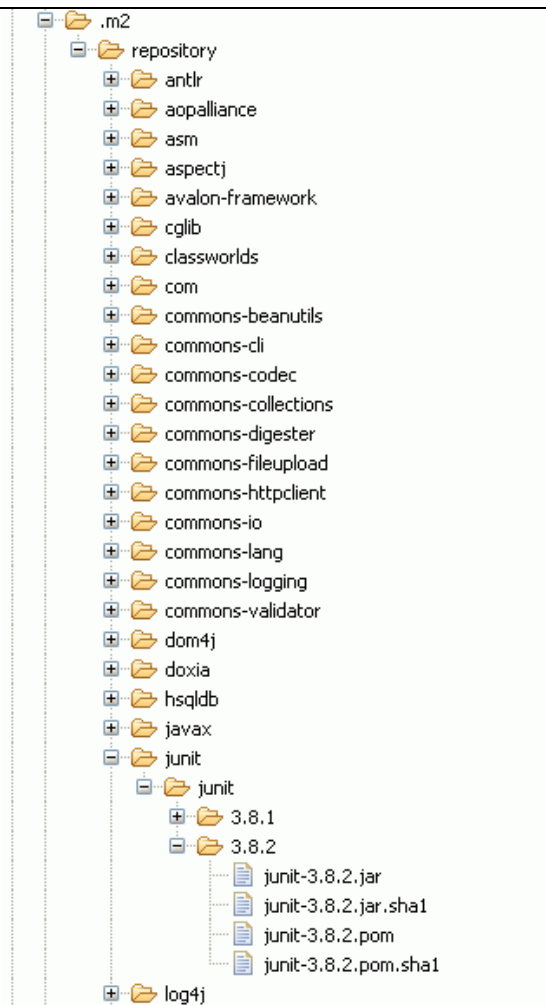 .m2
repository
antlr
aopalliance
asm
aspectj
avalon-framework
cglib
classworlds
com
commons-beanutils
commons-cli
commons-codec
commons-collections
commons-digester
commons-fileupload
commons-httpclient
commons-io
commons-lang
commons-logging
commons-validator
dom4j
doxia
hsqldb
javax
junit
junit
3.8.1
3.8.2
junit-3.8.2.jar
junit-3.8.2.jar.sha1
junit-3.8.2.pom
junit-3.8.2.pom.sha1
log4j